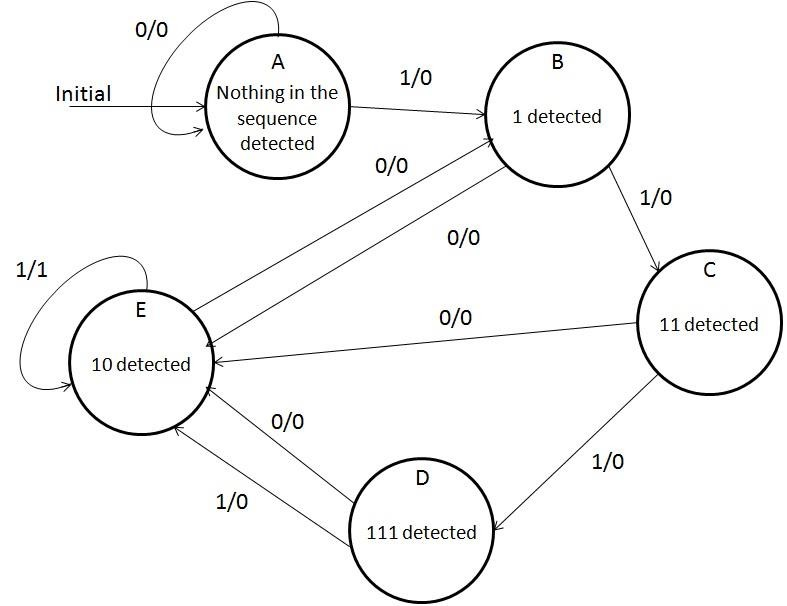 0/0
A
Nothing in the
sequence
detected
Initial
1/0
B
1 detected
0/0
0/0
1/0
C
11 detected
1/1
E
10 detected
0/0
0/0
1/0
1/0
D
111 detected